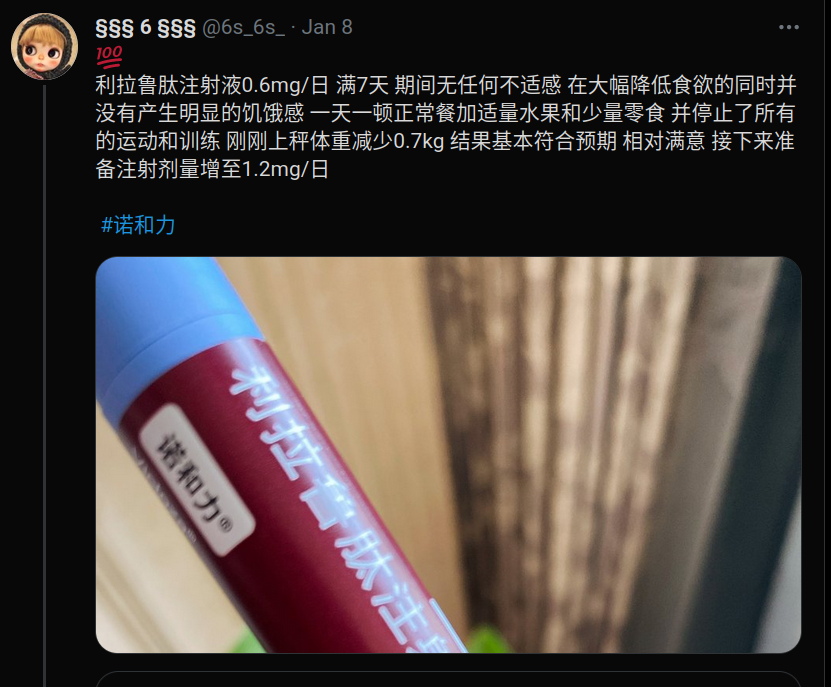 §§§ 6 §§§ @6s_6s_ · Jan 8
💯
利拉鲁肽注射液0.6mg/日 满7天 期间无任何不适感 在大幅降低食欲的同时并
没有产生明显的饥饿感 一天一顿正常餐加适量水果和少量零食 并停止了所有
的运动和训练 刚刚上秤体重减少0.7kg 结果基本符合预期 相对满意 接下来准
备注射剂量增至1.2mg/日
#诺和力
利拉鲁肽注射
诺和力®